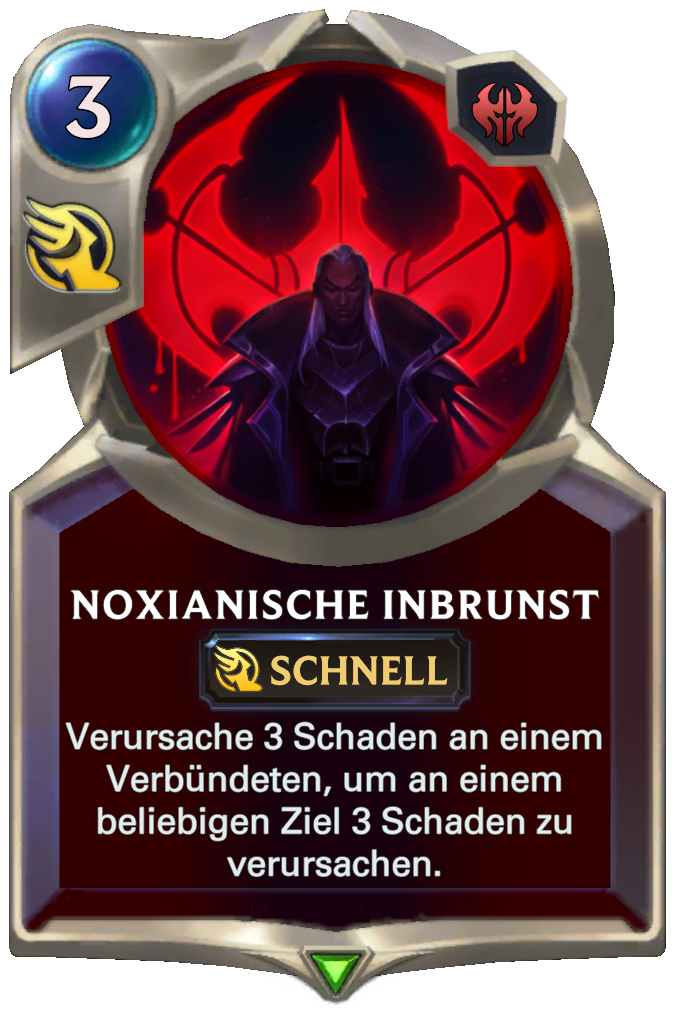 3
NOXIANISCHE INBRUNST
SCHNELL
Verursache 3 Schaden an einem
Verbündeten, um an einem
beliebigen Ziel 3 Schaden zu
verursachen.